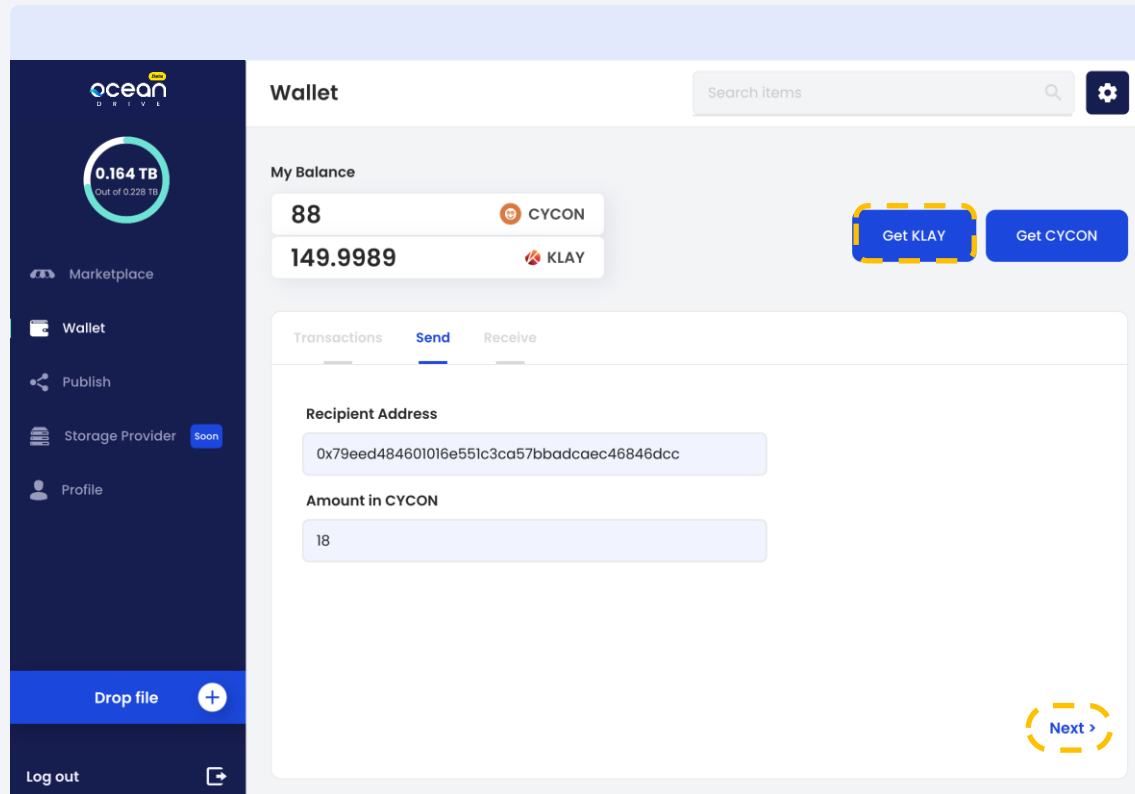 Beta
ocean
DRIVE
0.164 TB
Out of 0.228 TB
Marketplace
Wallet
Publish
Storage Provider Soon
Profile
Drop file
Log out
Wallet
Search items
My Balance
88 CYCON
149.9989 KLAY
Get KLAY
Get CYCON
Transactions Send Receive
Recipient Address
0x79eed484601016e551c3ca57bbadcaec46846dcc
Amount in CYCON
18
Next >